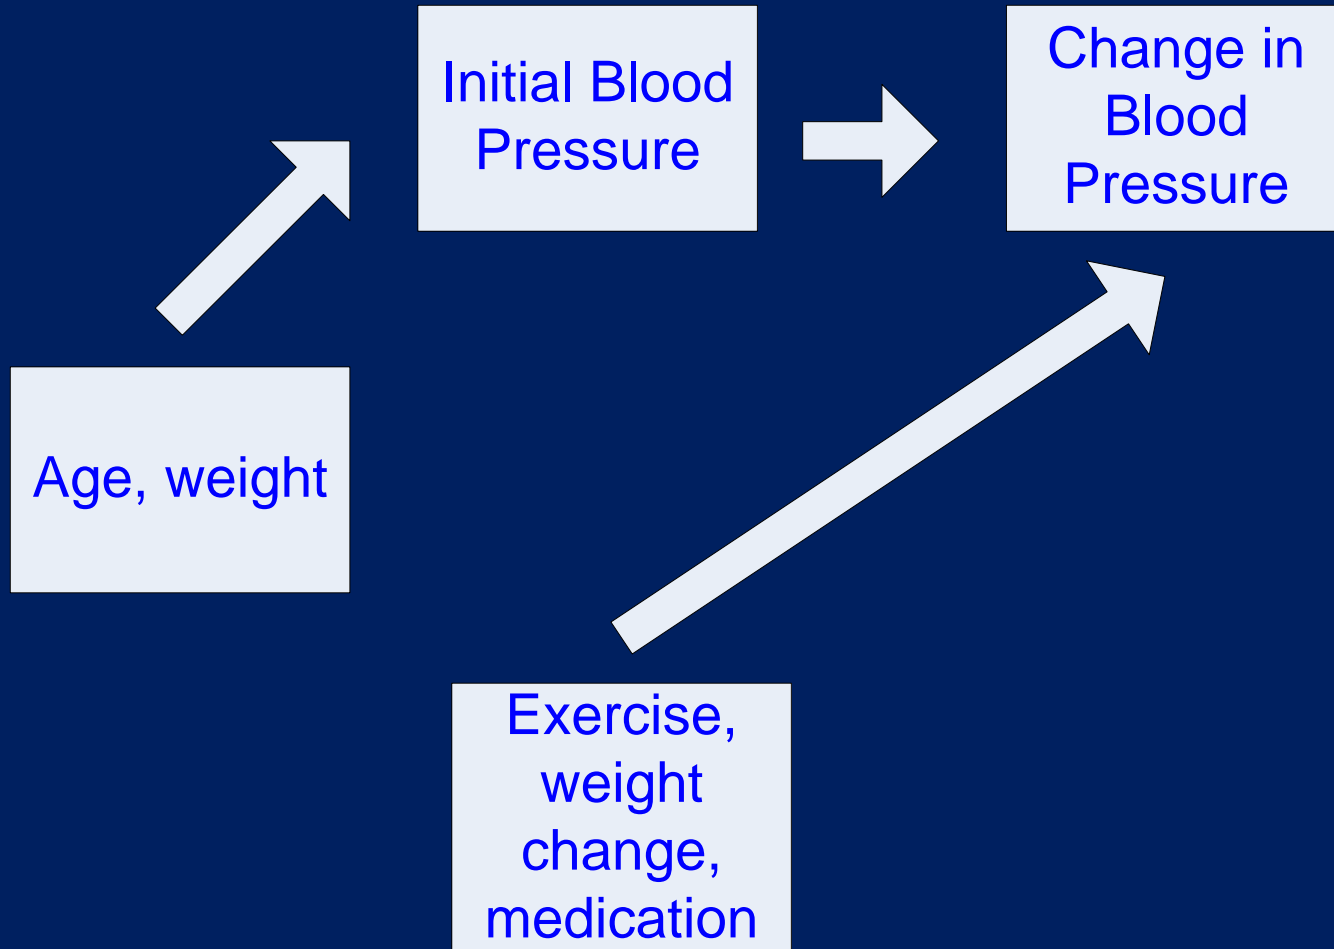 Initial Blood
Pressure
Change in
Blood
Pressure
Age, weight
Exercise,
weight
change,
medication